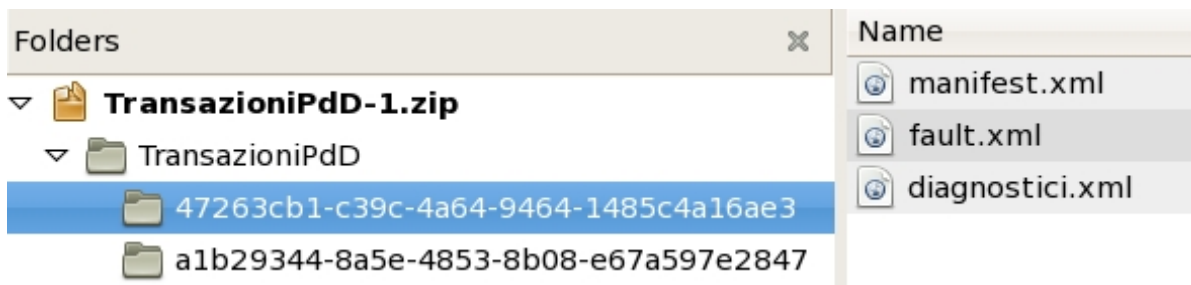 Folders
TransazioniPdD-1.zip
TransazioniPdD
47263cb1-c39c-4a64-9464-1485c4a16ae3
a1b29344-8a5e-4853-8b08-e67a597e2847
Name
manifest.xml
fault.xml
diagnostici.xml